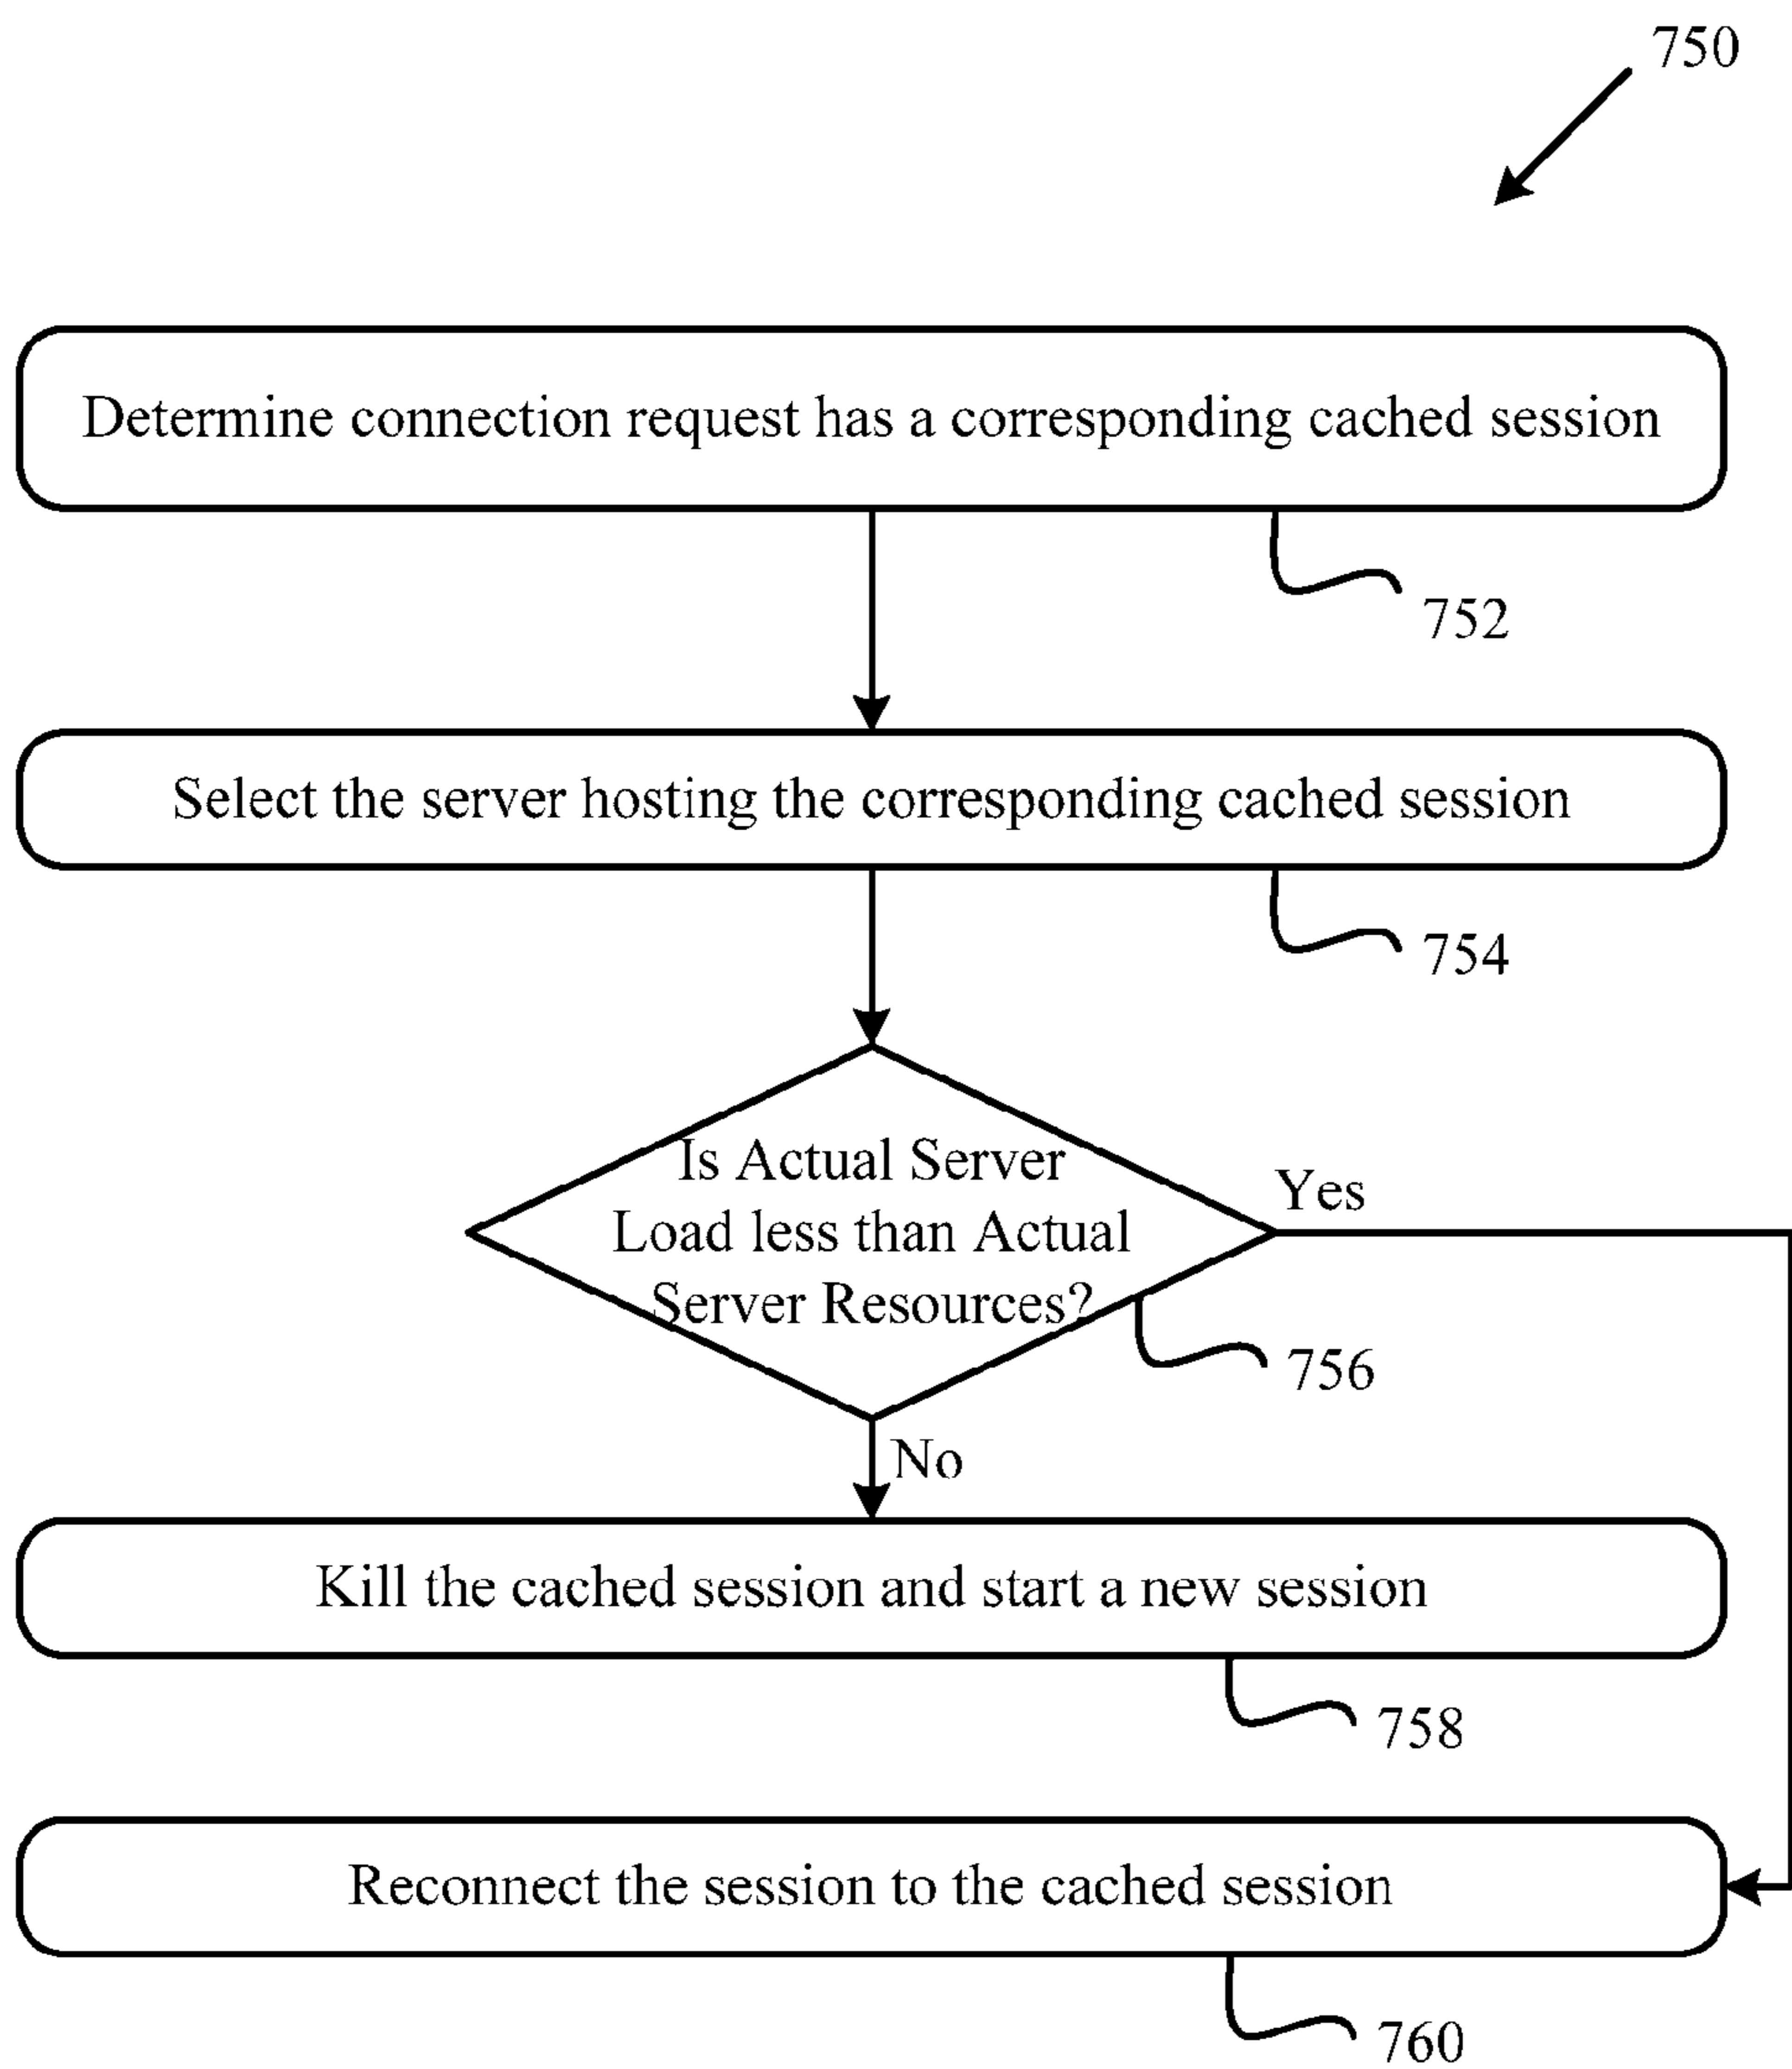 750
Determine connection request has a corresponding cached session
752
Select the server hosting the corresponding cached session
754
Is Actual Server
Load less than Actual
Server Resources?
Yes
756
No
Kill the cached session and start a new session
758
Reconnect the session to the cached session
760